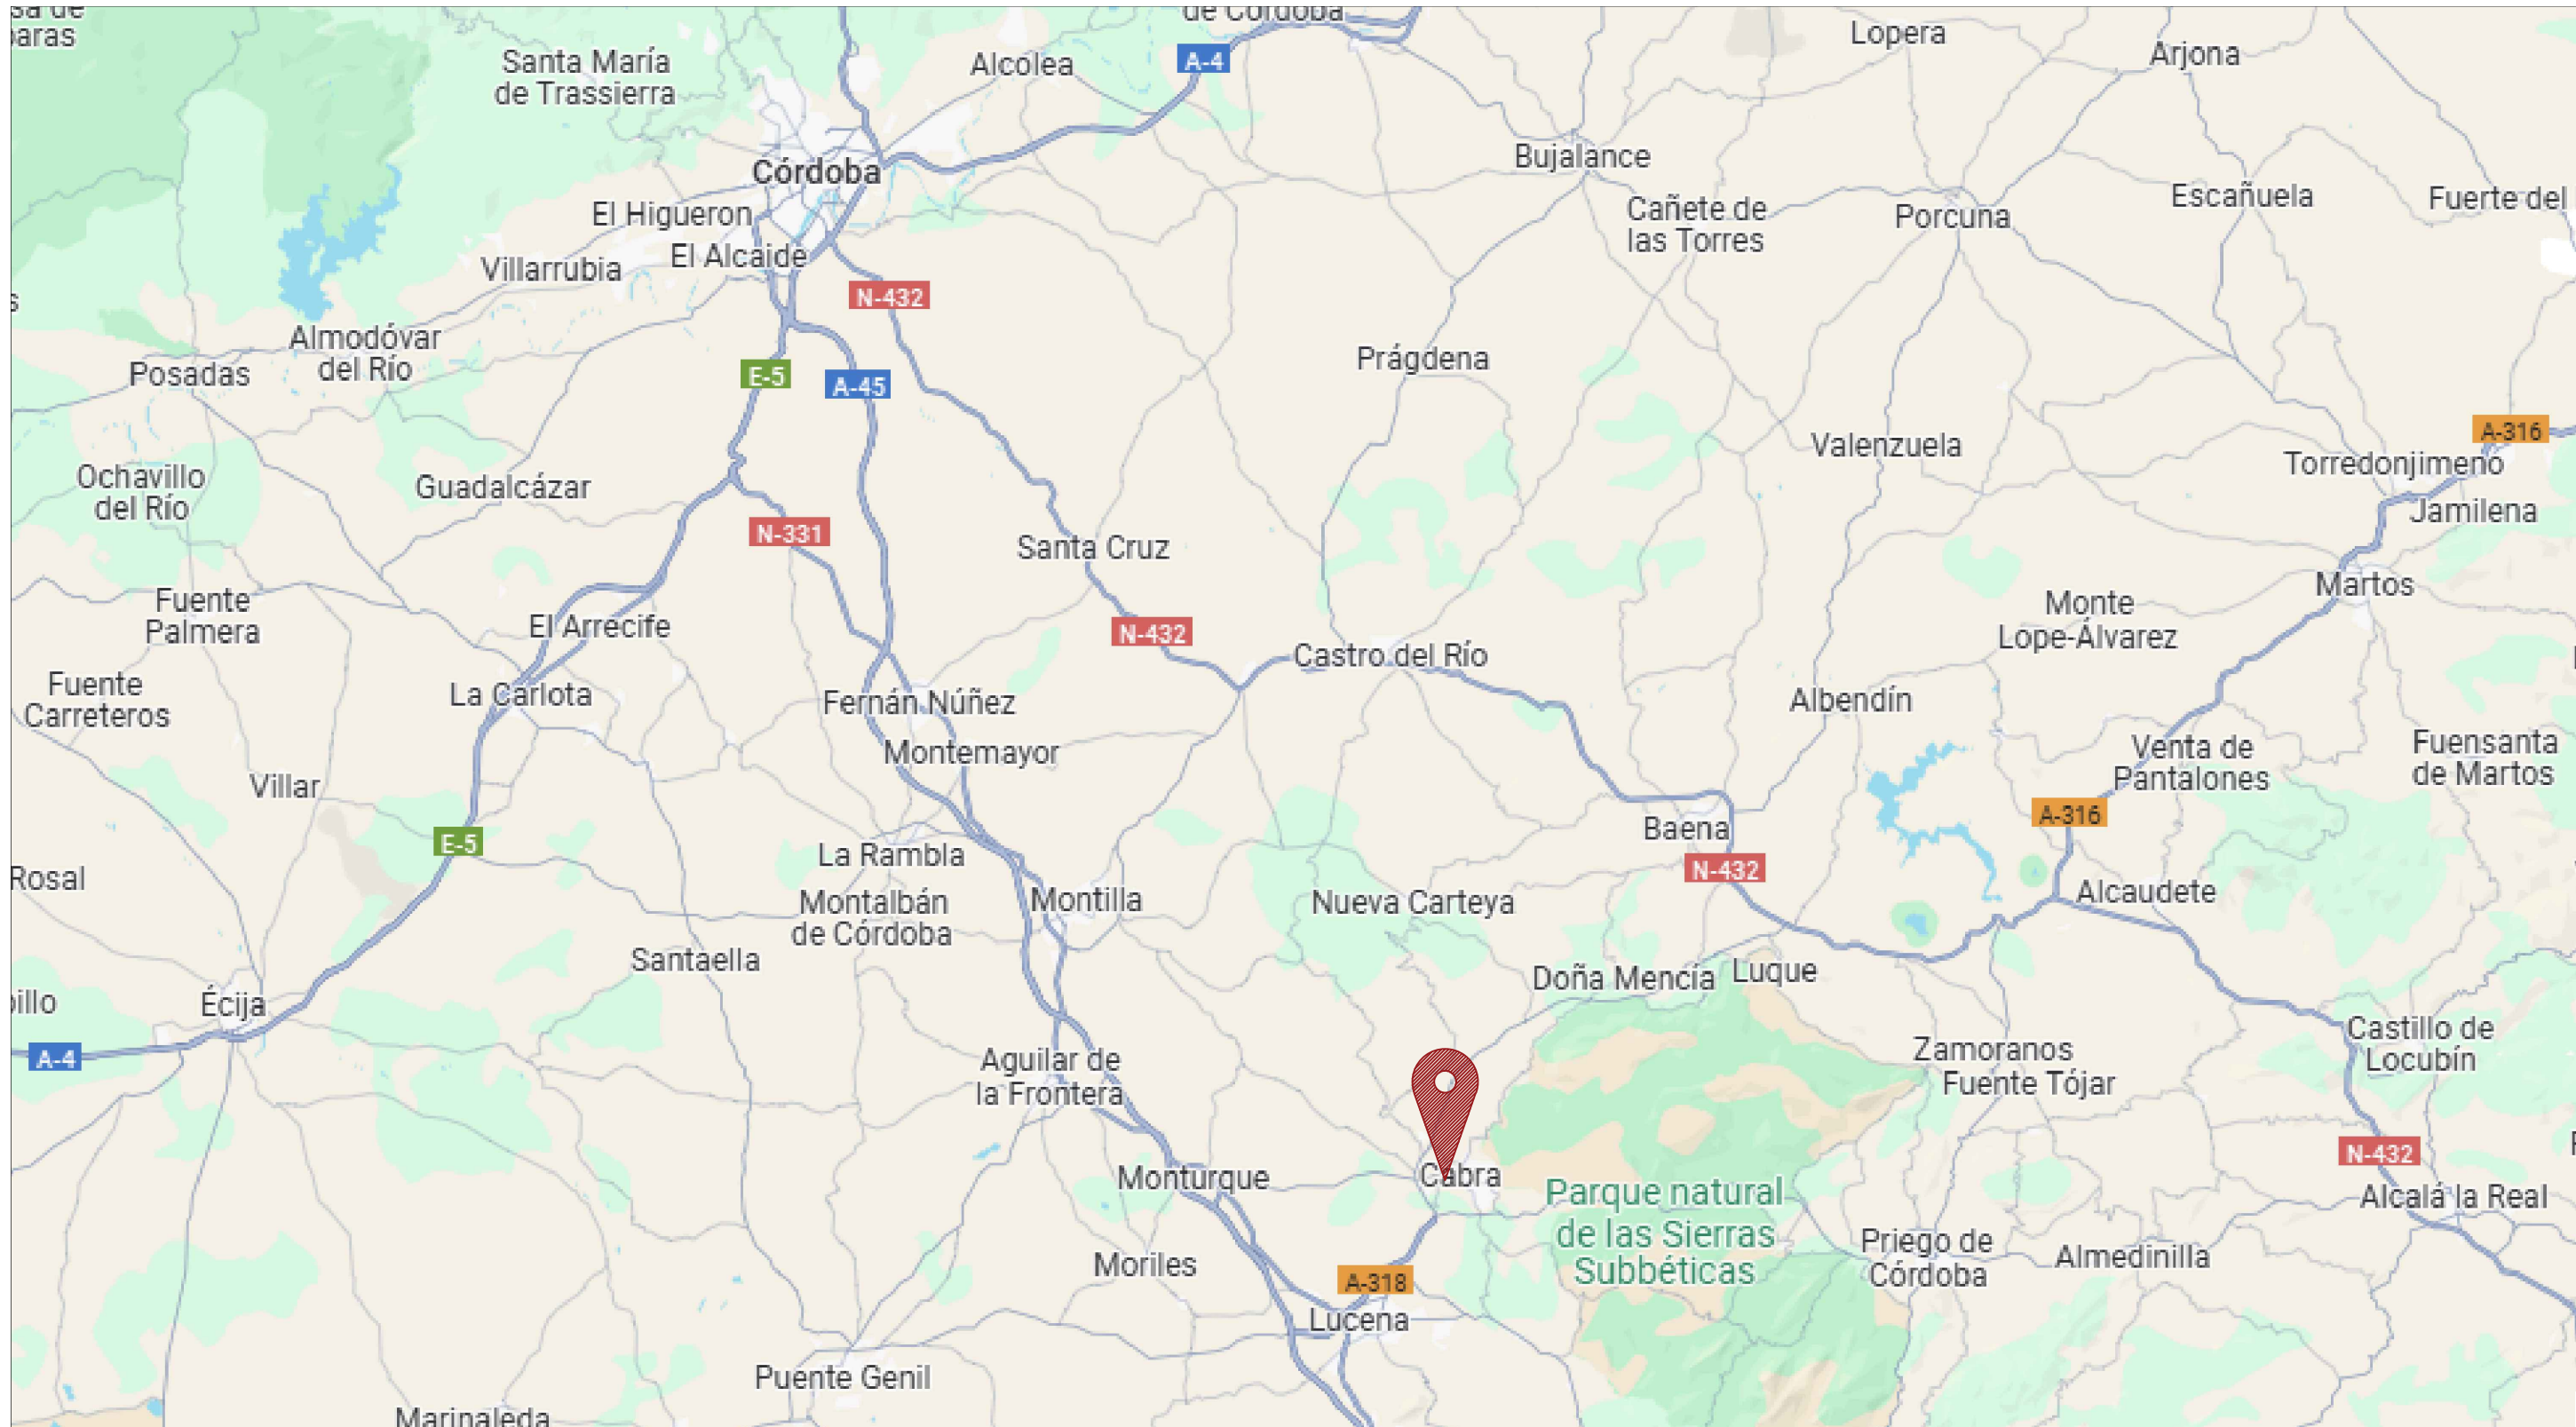 sa de
aras
de Córdoba
Lopera
Arjona
Santa María
de Trassierra
Alcolea
A-4
Córdoba
Bujalance
El Higueron
Cañete de
las Torres
Porcuna
Escañuela
Fuerte del
El Alcaide
Villarrubia
N-432
s
Almodóvar
del Río
Posadas
E-5
A-45
Prágdena
Valenzuela
A-316
Torredonjimeno
Ochavillo
del Río
Guadalcázar
Jamilena
N-331
Santa Cruz
Martos
Fuente
Palmera
El Arrecife
N-432
Monte
Lope-Álvarez
Castro del Río
Fuente
Carreteros
La Carlota
Fernán Núñez
Albendín
Montemayor
Venta de
Pantalones
Fuensanta
de Martos
Villar
A-316
Baena
E-5
La Rambla
N-432
Rosal
Montalbán
de Córdoba
Montilla
Nueva Carteya
Alcaudete
Santaella
Doña Mencía
Luque
Écija
illo
A-4
Castillo de
Locubín
Aguilar de
la Frontera
Zamoranos
Fuente Tójar
N-432
Monturque
Cabra
Parque natural
de las Sierras
Subbéticas
Alcalá la Real
Moriles
Priego de
Córdoba
Almedinilla
A-318
Lucena
Puente Genil
Marinaleda